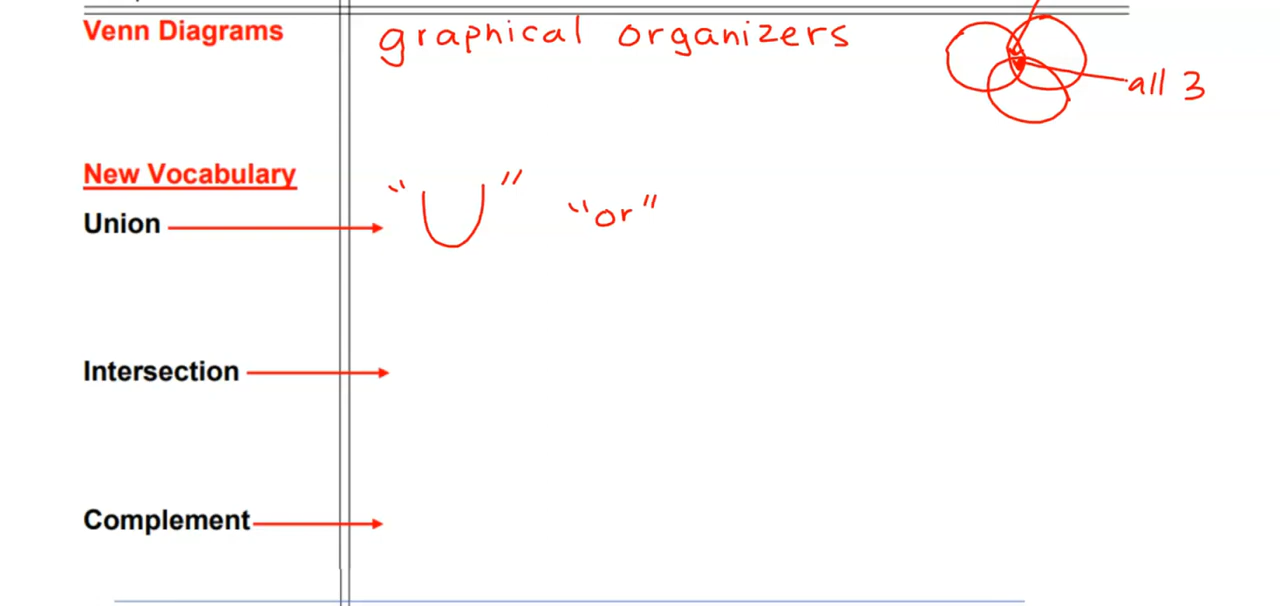 Venn Diagrams graphical organizers
all 3
New Vocabulary
Union "U" "or"
Intersection
Complement